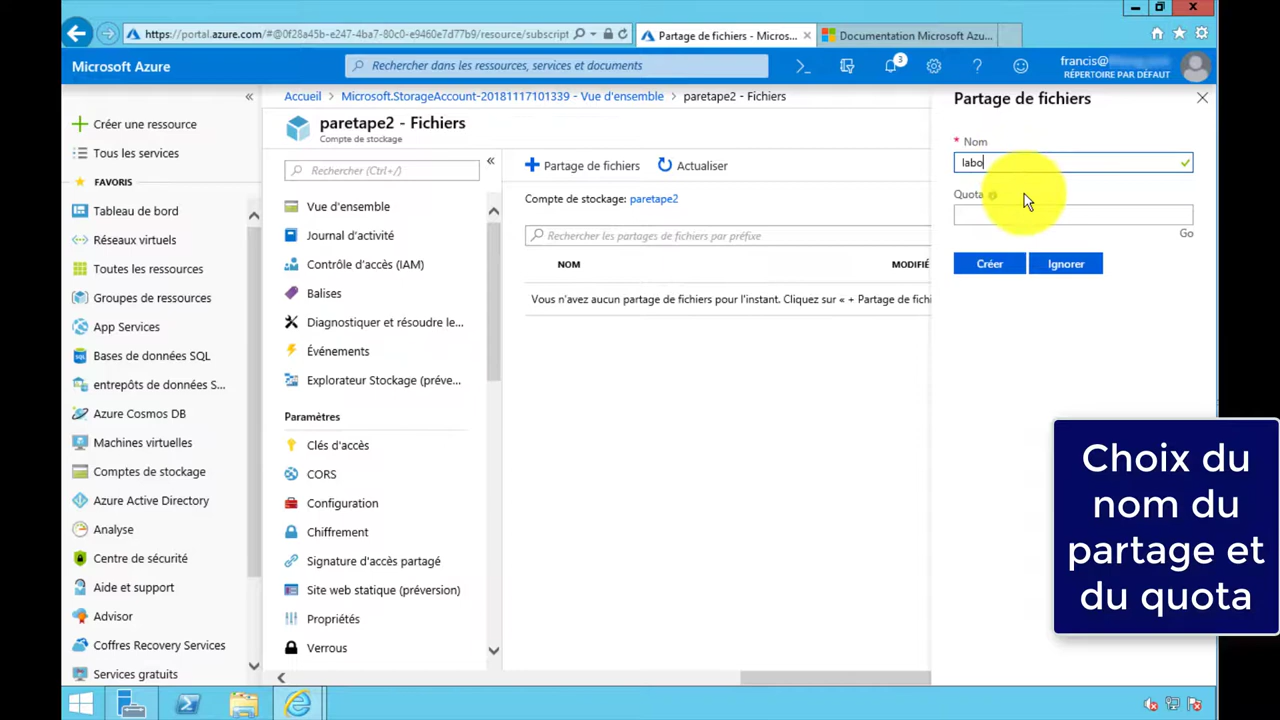 https://portal.azure.com/#@0f28a45b-e247-4ba7-80c0-e9460e7d77b9/resource/subscript
Partage de fichiers - Micros...
Documentation Microsoft Azu...
Microsoft Azure
Rechercher dans les ressources, services et documents
3
francis@
RÉPERTOIRE PAR DÉFAUT
Créer une ressource
Tous les services
FAVORIS
Tableau de bord
Réseaux virtuels
Toutes les ressources
Groupes de ressources
App Services
Bases de données SQL
entrepôts de données S...
Azure Cosmos DB
Machines virtuelles
Comptes de stockage
Azure Active Directory
Analyse
Centre de sécurité
Aide et support
Advisor
Coffres Recovery Services
Services gratuits
Accueil > Microsoft.StorageAccount-20181117101339 - Vue d'ensemble > paretape2 - Fichiers
paretape2 - Fichiers
Compte de stockage
Rechercher (Ctrl+/)
Vue d'ensemble
Journal d'activité
Contrôle d'accès (IAM)
Balises
Diagnostiquer et résoudre le...
Événements
Explorateur Stockage (préve...
Paramètres
Clés d'accès
CORS
Configuration
Chiffrement
Signature d'accès partagé
Site web statique (préversion)
Propriétés
Verrous
Partage de fichiers
Actualiser
Compte de stockage: paretape2
Rechercher les partages de fichiers par préfixe
NOM
MODIFIÉ
Vous n'avez aucun partage de fichiers pour l'instant. Cliquez sur « + Partage de fichi
Partage de fichiers
* Nom
labo
Quota
Go
Créer
Ignorer
Choix du
nom du
partage et
du quota